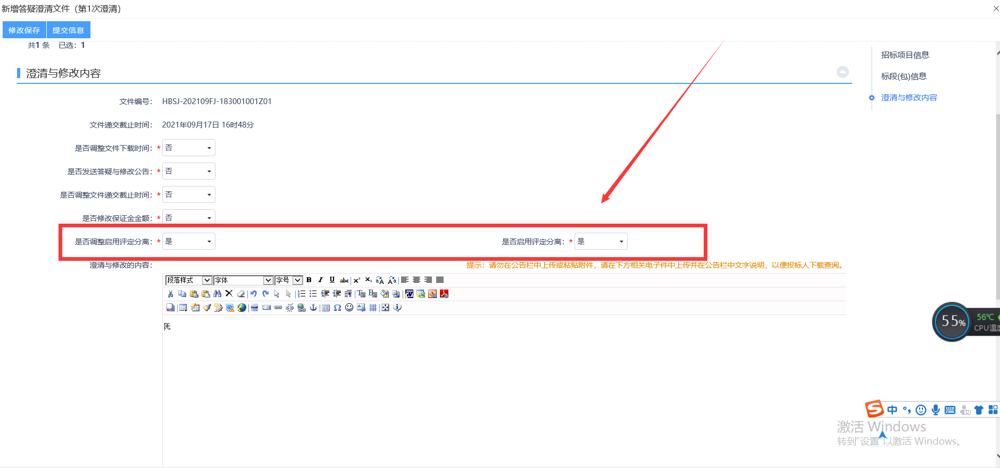 新增答疑澄清文件（第1次澄清）
修改保存 提交信息
共1 条 已选：1
招标项目信息
标段(包)信息
澄清与修改内容
澄清与修改内容
文件编号： HBSJ-202109FJ-183001001Z01
文件递交截止时间： 2021年09月17日 16时48分
是否调整文件下载时间：* 否
是否发送答疑与修改公告：* 否
是否调整文件递交截止时间：* 否
是否修改保证金金额：* 否
是否调整启用评定分离：* 是 是否启用评定分离：* 是
澄清与修改的内容： 提示：请勿在公告栏中上传或粘贴附件，请在下方相关电子件中上传并在公告栏中文字说明，以便投标人下载查阅。
段落样式 字体 字号 B I U abc
无
55% 56℃
CPU温度
中
激活 Windows
转到"设置"以激活 Windows。